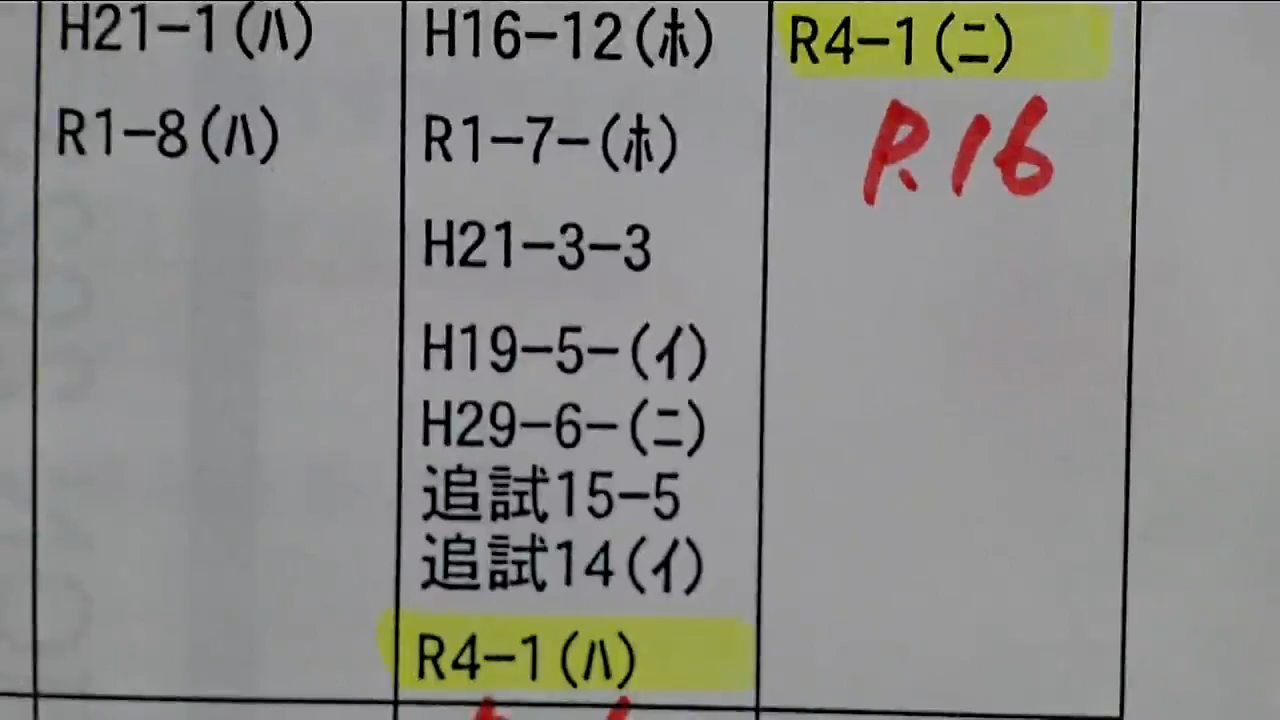 H21-1(ハ)
R1-8(ハ)
H16-12(ホ)
R1-7-(ホ)
H21-3-3
H19-5-(イ)
H29-6-(ニ)
追試15-5
追試14(イ)
R4-1(ハ)
R4-1(ニ)
P.16